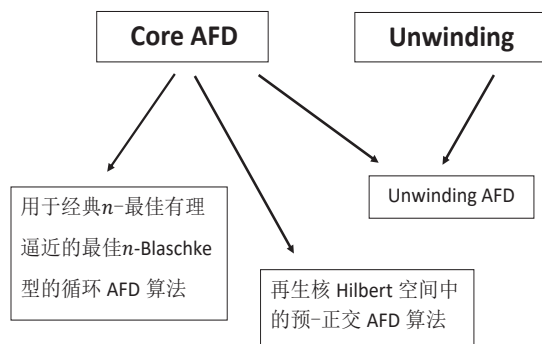 Core AFD
Unwinding
Unwinding AFD
用于经典n-最佳有理
逼近的最佳n-Blaschke
型的循环 AFD 算法
再生核 Hilbert 空间中
的预-正交 AFD 算法